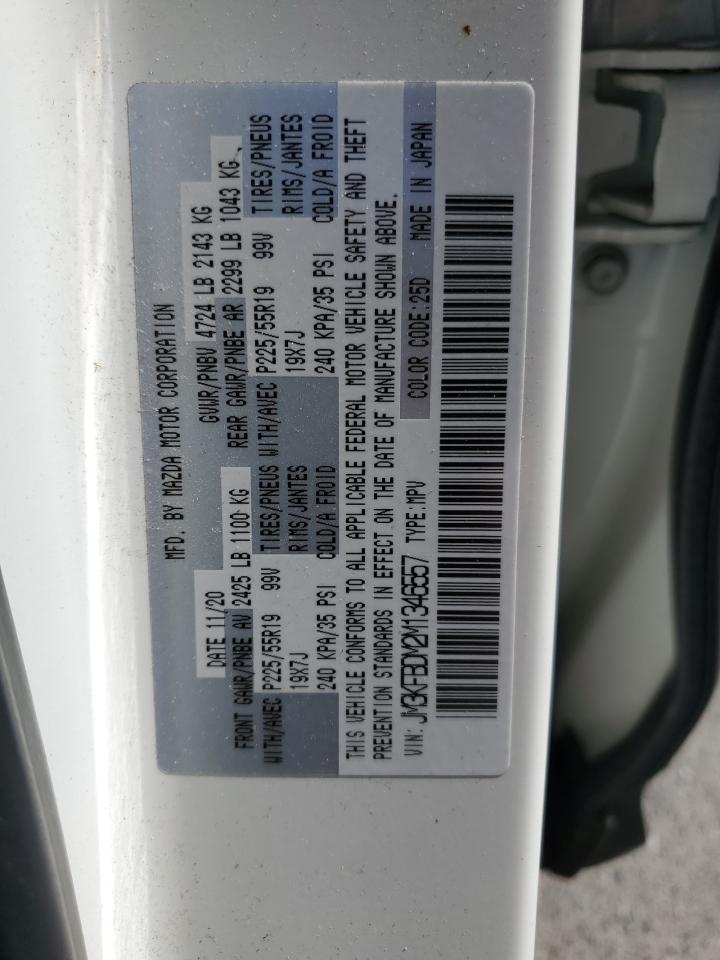 MFD. BY MAZDA MOTOR CORPORATION
DATE 11/20 GVWR/PNBV 4724 LB 2143 KG
FRONT GAWR/PNBE AV 2425 LB 1100 KG REAR GAWR/PNBE AR 2299 LB 1043 KG
WITH/AVEC P225/55R19 99V TIRES/PNEUS WITH/AVEC P225/55R19 99V TIRES/PNEUS
19X7J RIMS/JANTES 19X7J RIMS/JANTES
240 KPA/35 PSI COLD/A FROID 240 KPA/35 PSI COLD/A FROID
THIS VEHICLE CONFORMS TO ALL APPLICABLE FEDERAL MOTOR VEHICLE SAFETY AND THEFT
PREVENTION STANDARDS IN EFFECT ON THE DATE OF MANUFACTURE SHOWN ABOVE.
VIN: JM3KFBDM2M1346557 TYPE:MPV COLOR CODE:25D MADE IN JAPAN